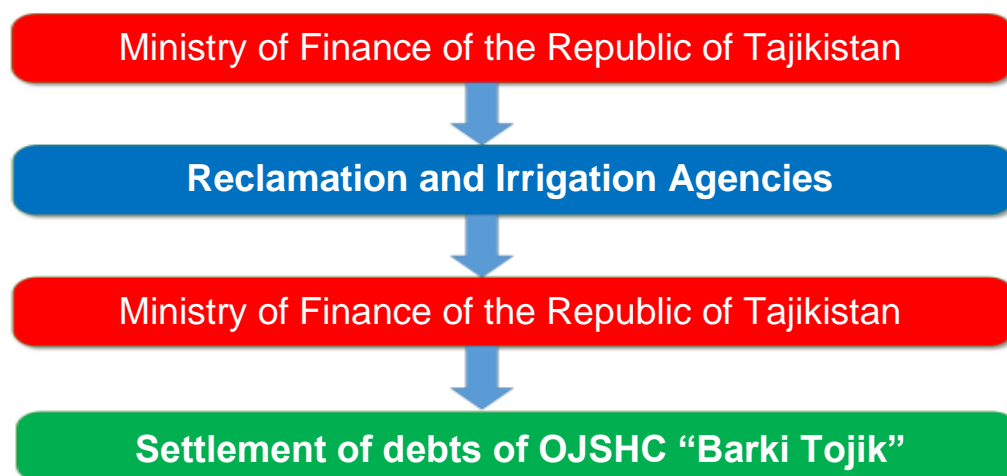 Ministry of Finance of the Republic of Tajikistan
Reclamation and Irrigation Agencies
Ministry of Finance of the Republic of Tajikistan
Settlement of debts of OJSHC “Barki Tojik”